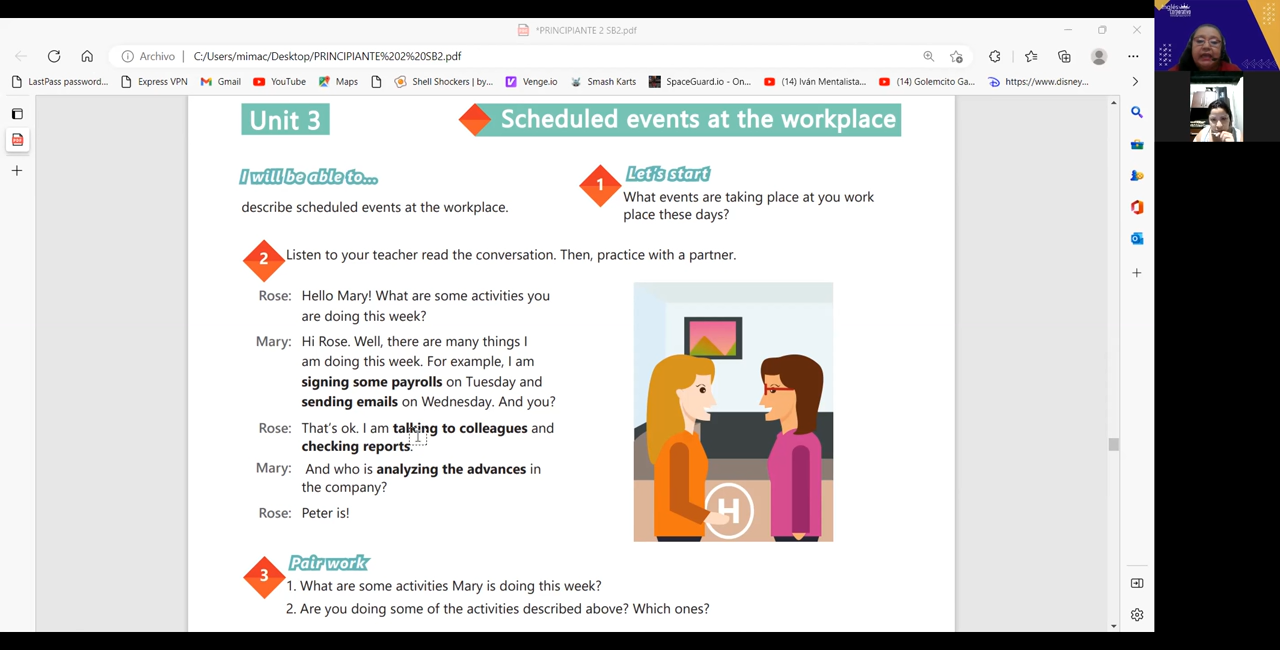 *PRINCIPIANTE 2 SB2.pdf
Archivo C:/Users/mimac/Desktop/PRINCIPIANTE%202%20SB2.pdf
LastPass password... Express VPN Gmail YouTube Maps Shell Shockers | by... Venge.io Smash Karts SpaceGuard.io - On... (14) Iván Mentalista... (14) Golemcito Ga... https://www.disney...
Unit 3 Scheduled events at the workplace
I will be able to...
describe scheduled events at the workplace.
1 Let's start
What events are taking place at you work
place these days?
2 Listen to your teacher read the conversation. Then, practice with a partner.
Rose: Hello Mary! What are some activities you
are doing this week?
Mary: Hi Rose. Well, there are many things I
am doing this week. For example, I am
signing some payrolls on Tuesday and
sending emails on Wednesday. And you?
Rose: That's ok. I am talking to colleagues and
checking reports.
Mary: And who is analyzing the advances in
the company?
Rose: Peter is!
H
3 Pair work
1. What are some activities Mary is doing this week?
2. Are you doing some of the activities described above? Which ones?